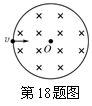 × ×
× × × ×
v O
× × × ×
× ×
第18题图